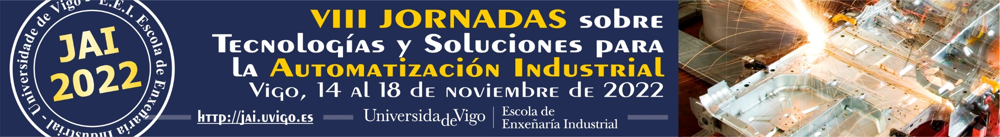 Universidade de Vigo - E.E.I. Escola de Enxeñaría Industrial -
JAI
2022
VIII JORNADAS sobre
Tecnologías y Soluciones para
la Automatización Industrial
Vigo, 14 al 18 de noviembre de 2022
http://jai.uvigo.es
UniversidadeVigo
Escola de
Enxeñaría Industrial